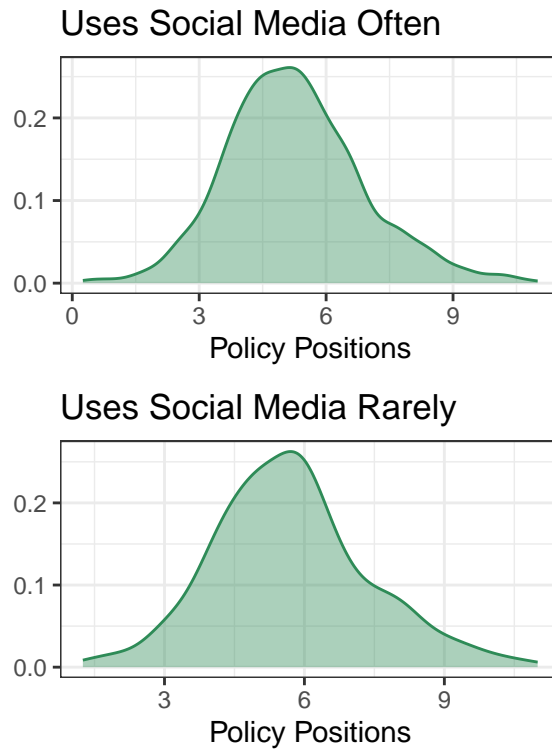 Uses Social Media Often
0.2
0.1
0.0
0 3 6 9
Policy Positions
Uses Social Media Rarely
0.2
0.1
0.0
3 6 9
Policy Positions